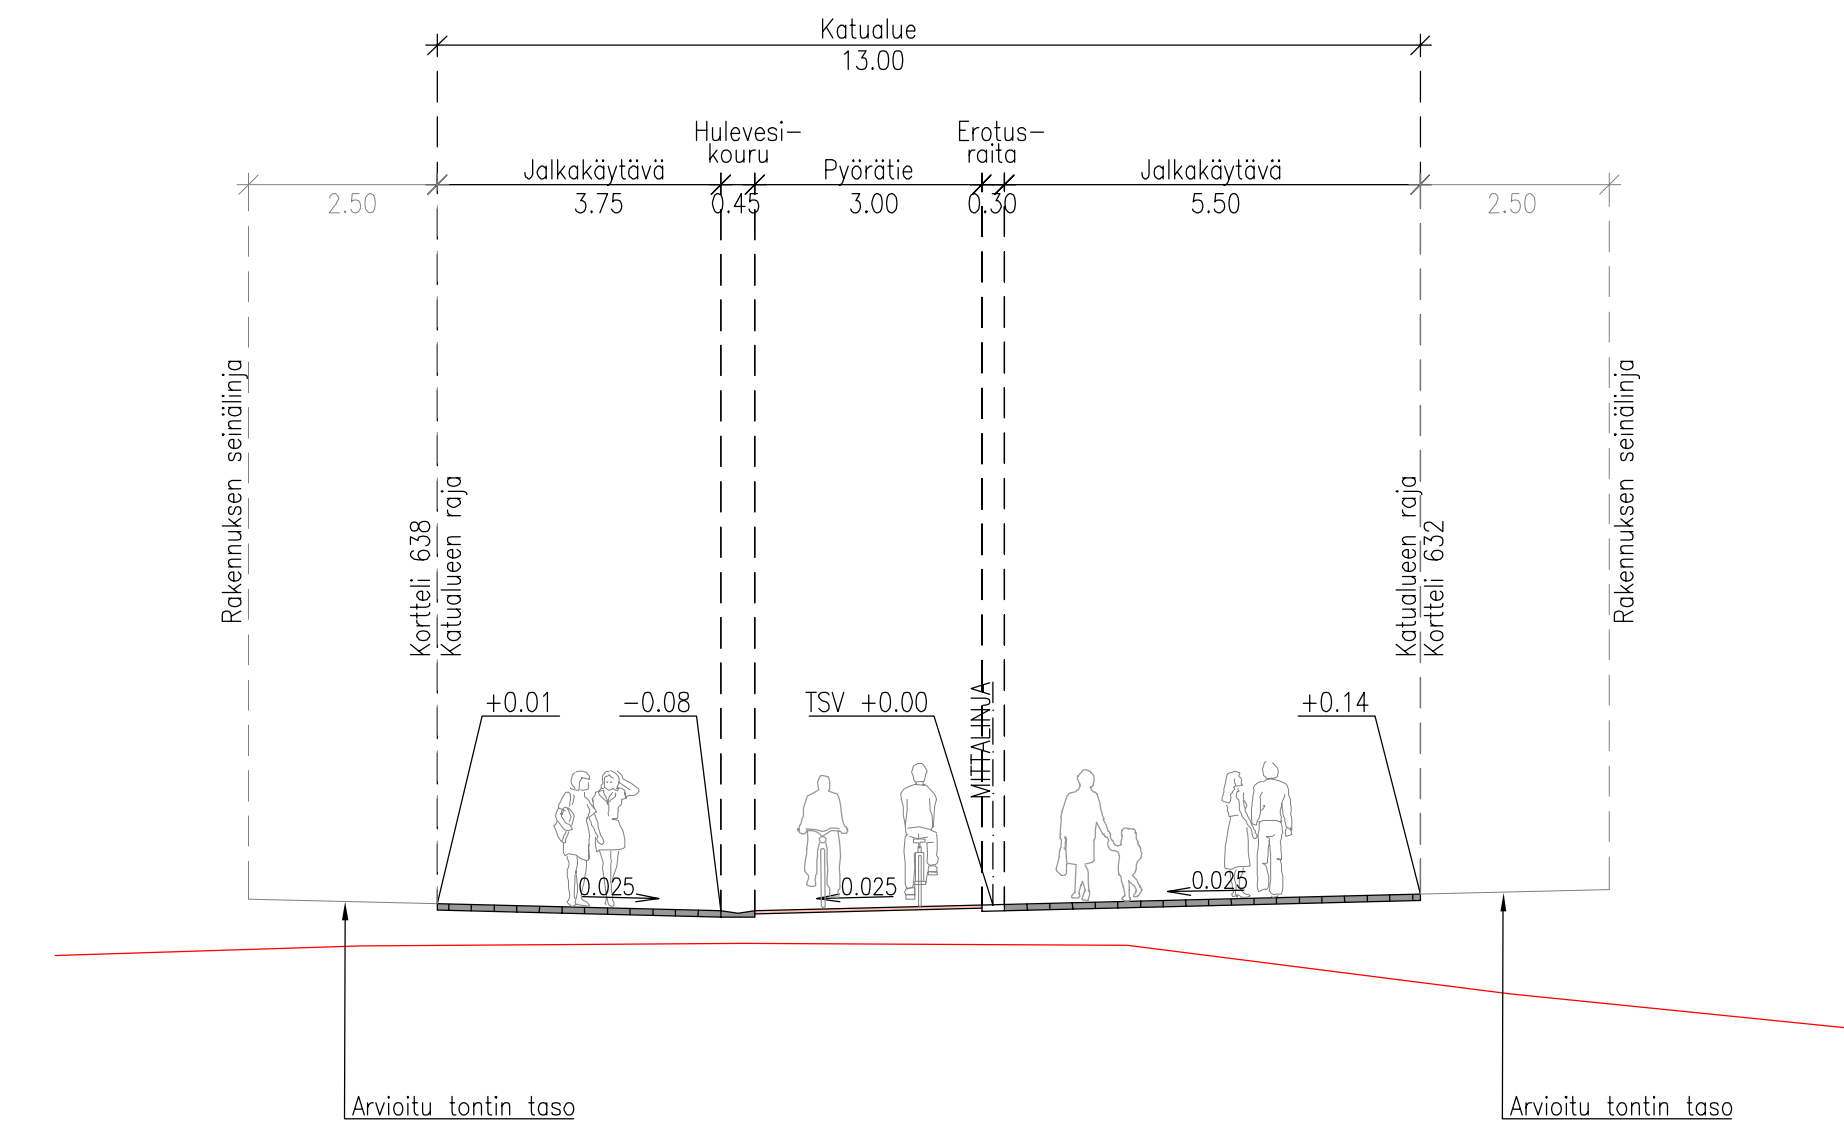 Katualue
13.00
Hulevesi-
kouru
Erotus-
raita
Jalkakäytävä
Pyörätie
Jalkakäytävä
2.50
3.75
0.45
3.00
0.30
5.50
2.50
Rakennuksen seinälinja
Kortteli 638
Katualueen raja
Katualueen raja
Kortteli 632
Rakennuksen seinälinja
+0.01
-0.08
TSV +0.00
MITTALINJA
+0.14
0.025
0.025
0.025
Arvioitu tontin taso
Arvioitu tontin taso